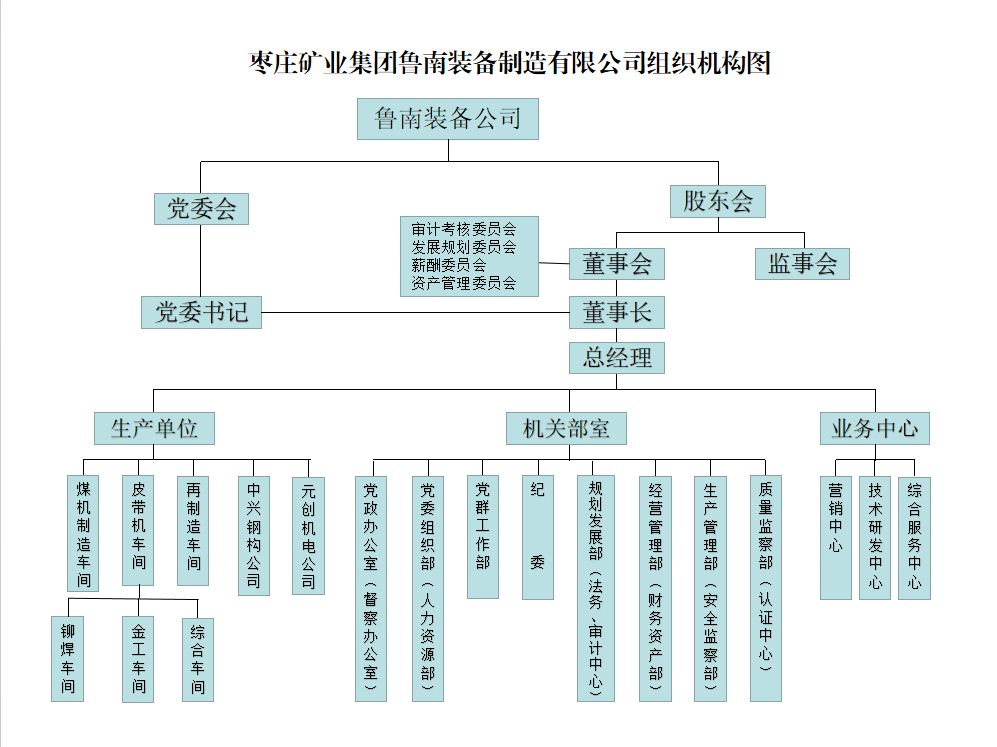 枣庄矿业集团鲁南装备制造有限公司组织机构图
鲁南装备公司
党委会
股东会
审计考核委员会
发展规划委员会
薪酬委员会
资产管理委员会
董事会
监事会
党委书记
董事长
总经理
生产单位
机关部室
业务中心
煤机制造车间
皮带机车间
再制造车间
中兴钢构公司
元创机电公司
党政办公室（督察办公室）
党委组织部（人力资源部）
党群工作部
纪委
规划发展部（法务、审计中心）
经营管理部（财务资产部）
生产管理部（安全监察部）
质量监察部（认证中心）
营销中心
技术研发中心
综合服务中心
铆焊车间
金工车间
综合车间